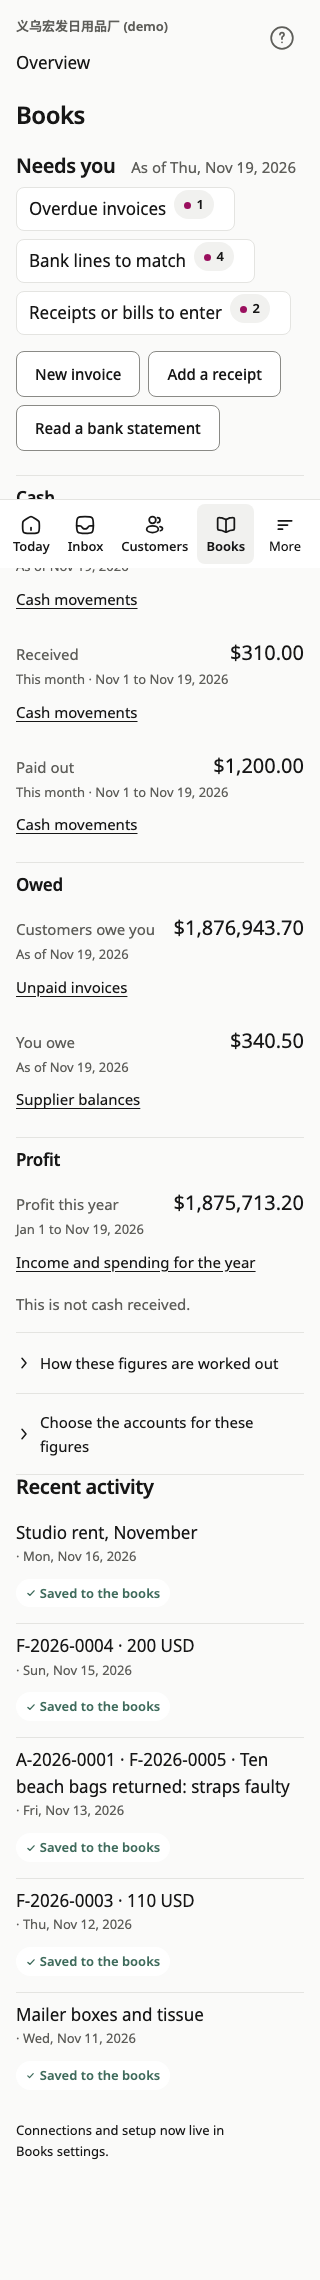 义乌宏发日用品厂 (demo)
Overview
Books
Needs you As of Thu, Nov 19, 2026
Overdue invoices 1
Bank lines to match 4
Receipts or bills to enter 2
New invoice Add a receipt
Read a bank statement
Cash
Today Inbox Customers Books More
As of Nov 19, 2026
Cash movements
Received $310.00
This month · Nov 1 to Nov 19, 2026
Cash movements
Paid out $1,200.00
This month · Nov 1 to Nov 19, 2026
Cash movements
Owed
Customers owe you $1,876,943.70
As of Nov 19, 2026
Unpaid invoices
You owe $340.50
As of Nov 19, 2026
Supplier balances
Profit
Profit this year $1,875,713.20
Jan 1 to Nov 19, 2026
Income and spending for the year
This is not cash received.
How these figures are worked out
Choose the accounts for these
figures
Recent activity
Studio rent, November
· Mon, Nov 16, 2026
✓ Saved to the books
F-2026-0004 · 200 USD
· Sun, Nov 15, 2026
✓ Saved to the books
A-2026-0001 · F-2026-0005 · Ten
beach bags returned: straps faulty
· Fri, Nov 13, 2026
✓ Saved to the books
F-2026-0003 · 110 USD
· Thu, Nov 12, 2026
✓ Saved to the books
Mailer boxes and tissue
· Wed, Nov 11, 2026
✓ Saved to the books
Connections and setup now live in
Books settings.